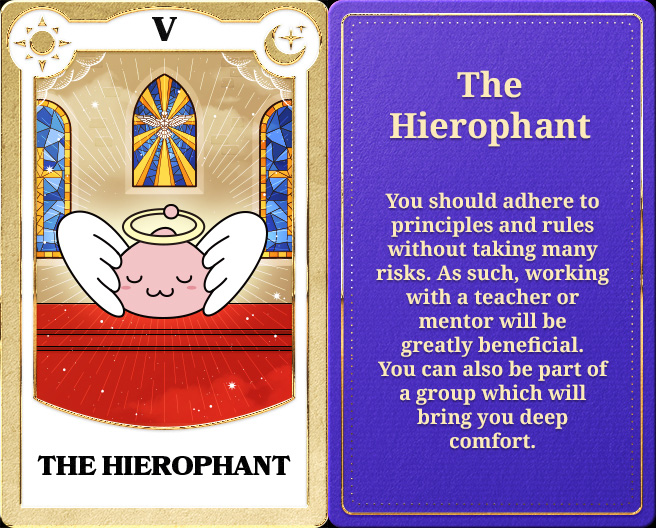 V
THE HIEROPHANT
The
Hierophant
You should adhere to
principles and rules
without taking many
risks. As such, working
with a teacher or
mentor will be
greatly beneficial.
You can also be part of
a group which will
bring you deep
comfort.